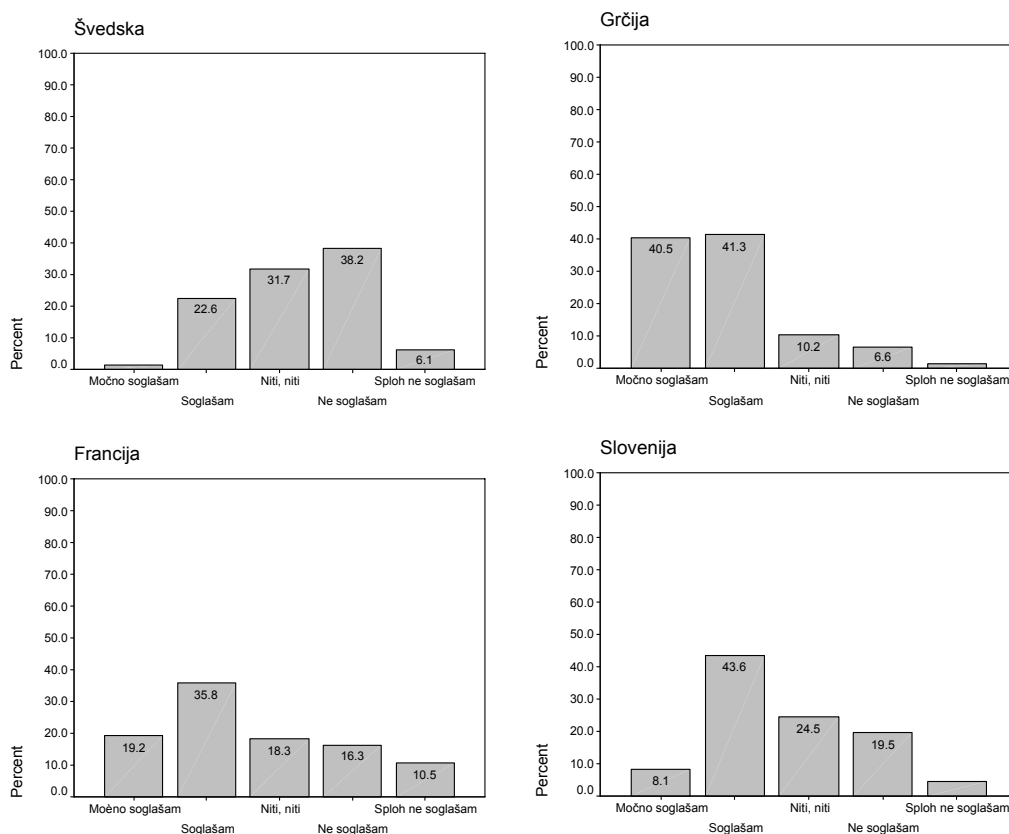 Švedska
100.0
90.0
80.0
70.0
60.0
50.0
40.0
30.0
20.0
10.0
0.0
Percent
22.6
31.7
38.2
6.1
Močno soglašam
Niti, niti
Sploh ne soglašam
Soglašam
Ne soglašam
Grčija
100.0
90.0
80.0
70.0
60.0
50.0
40.0
30.0
20.0
10.0
0.0
Percent
40.5
41.3
10.2
6.6
Močno soglašam
Niti, niti
Sploh ne soglašam
Soglašam
Ne soglašam
Francija
100.0
90.0
80.0
70.0
60.0
50.0
40.0
30.0
20.0
10.0
0.0
Percent
19.2
35.8
18.3
16.3
10.5
Moèno soglašam
Niti, niti
Sploh ne soglašam
Soglašam
Ne soglašam
Slovenija
100.0
90.0
80.0
70.0
60.0
50.0
40.0
30.0
20.0
10.0
0.0
Percent
8.1
43.6
24.5
19.5
Močno soglašam
Niti, niti
Sploh ne soglašam
Soglašam
Ne soglašam